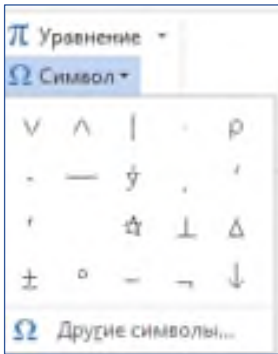 π Уравнение
Ω Символ
∨ ∧ | · ρ
- — ý ˏ ʹ
ʹ ☆ ⊥ Δ
± ° – ¬ ↓
Ω Другие символы...